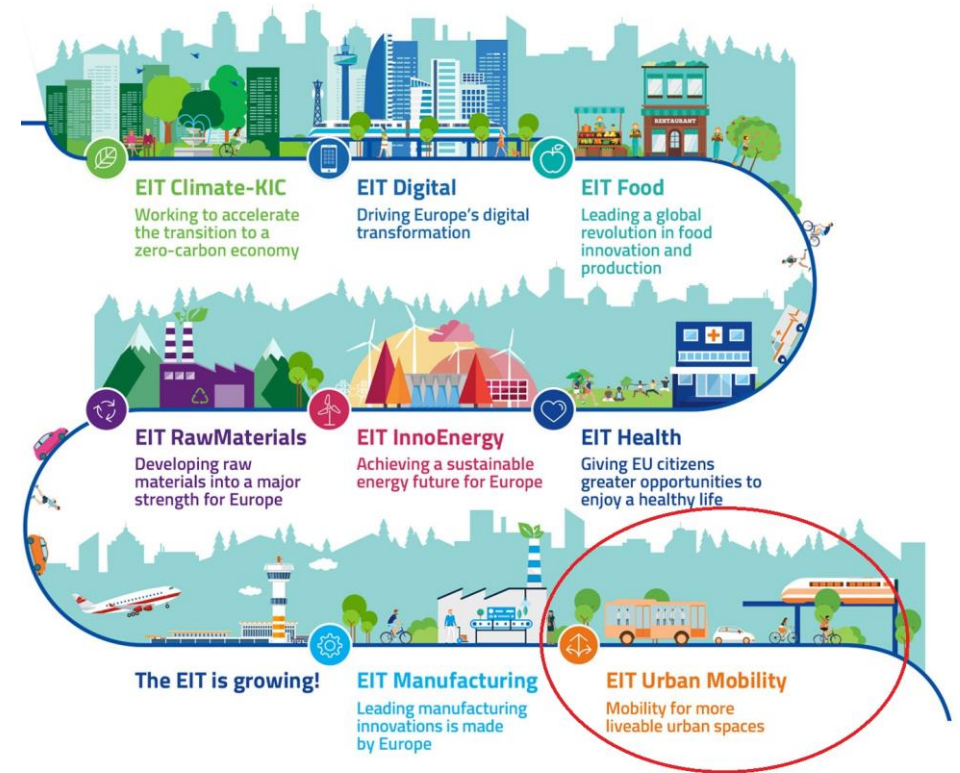 RESTAURANT
EIT Climate-KIC
Working to accelerate
the transition to a
zero-carbon economy
EIT Digital
Driving Europe's digital
transformation
EIT Food
Leading a global
revolution in food
innovation and
production
EIT RawMaterials
Developing raw
materials into a major
strength for Europe
EIT InnoEnergy
Achieving a sustainable
energy future for Europe
EIT Health
Giving EU citizens
greater opportunities to
enjoy a healthy life
The EIT is growing!
EIT Manufacturing
Leading manufacturing
innovations is made
by Europe
EIT Urban Mobility
Mobility for more
liveable urban spaces